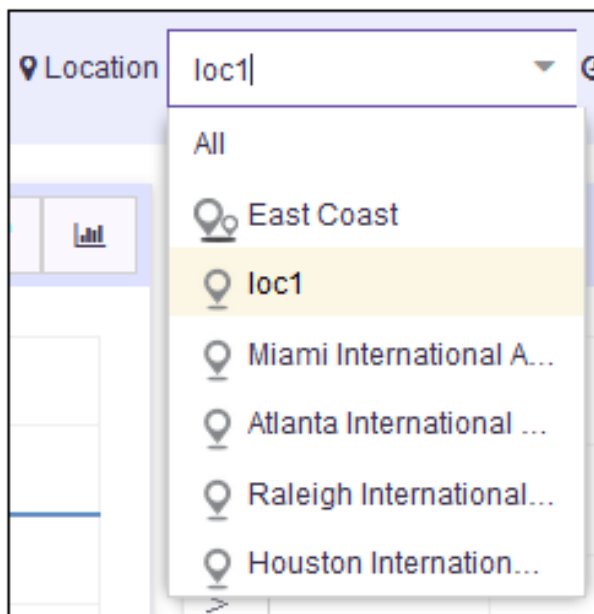 Location
loc1
All
East Coast
loc1
Miami International A...
Atlanta International ...
Raleigh International...
Houston Internation...